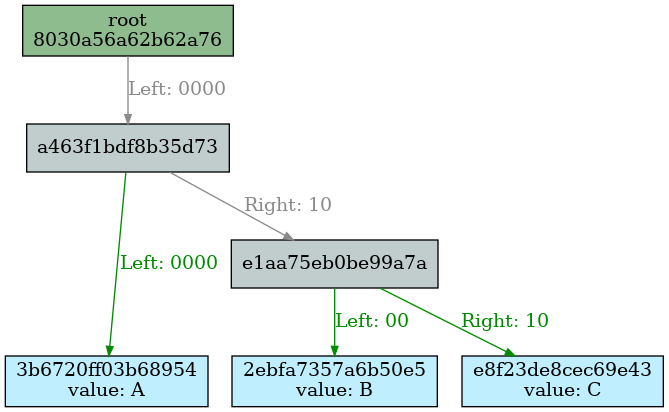 root
8030a56a62b62a76
Left: 0000
a463f1bdf8b35d73
Right: 10
Left: 0000
e1aa75eb0be99a7a
Left: 00
Right: 10
3b6720ff03b68954
value: A
2ebfa7357a6b50e5
value: B
e8f23de8cec69e43
value: C